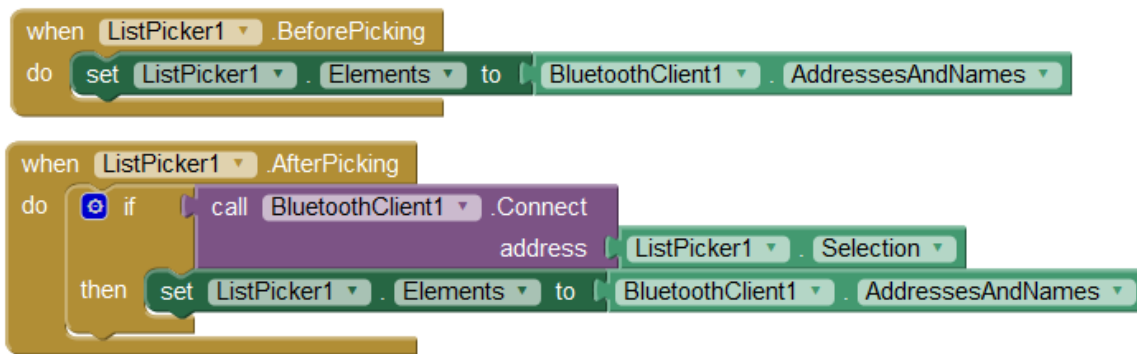 when ListPicker1 .BeforePicking
do set ListPicker1 . Elements to BluetoothClient1 . AddressesAndNames
when ListPicker1 .AfterPicking
do if call BluetoothClient1 .Connect
address ListPicker1 . Selection
then set ListPicker1 . Elements to BluetoothClient1 . AddressesAndNames